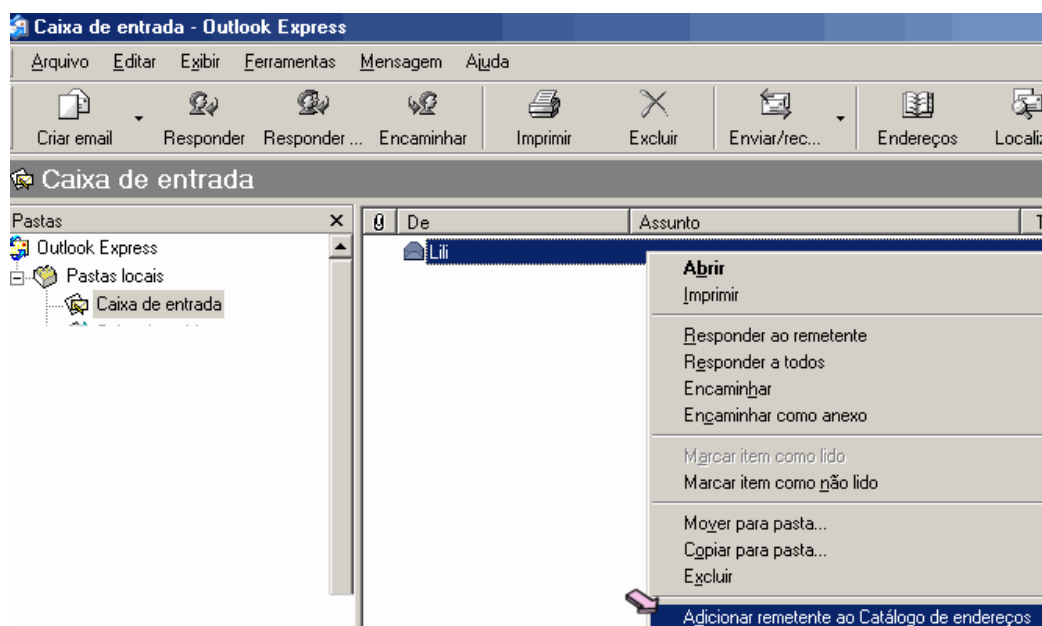 Caixa de entrada - Outlook Express
Arquivo Editar Exibir Ferramentas Mensagem Ajuda
Criar email Responder Responder ... Encaminhar Imprimir Excluir Enviar/rec... Endereços Localiz
Caixa de entrada
Pastas
De Assunto
Outlook Express
Lili
Pastas locais
Caixa de entrada
Abrir
Imprimir
Responder ao remetente
Responder a todos
Encaminhar
Encaminhar como anexo
Marcar item como lido
Marcar item como não lido
Mover para pasta...
Copiar para pasta...
Excluir
Adicionar remetente ao Catálogo de endereços